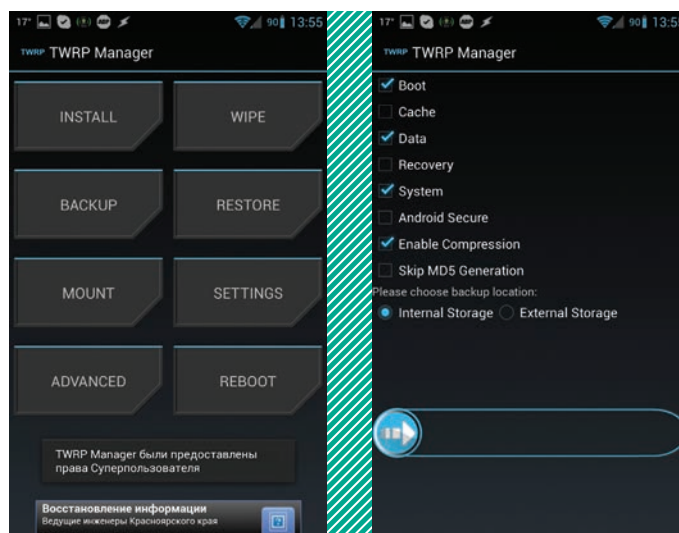 17° 90 13:55
TWRP TWRP Manager
INSTALL WIPE
BACKUP RESTORE
MOUNT SETTINGS
ADVANCED REBOOT
TWRP Manager были предоставлены
права Суперпользователя
Восстановление информации
Ведущие инженеры Красноярского края
17° ABP 90 13:55
TWRP TWRP Manager
Boot
Cache
Data
Recovery
System
Android Secure
Enable Compression
Skip MD5 Generation
Please choose backup location:
Internal Storage External Storage